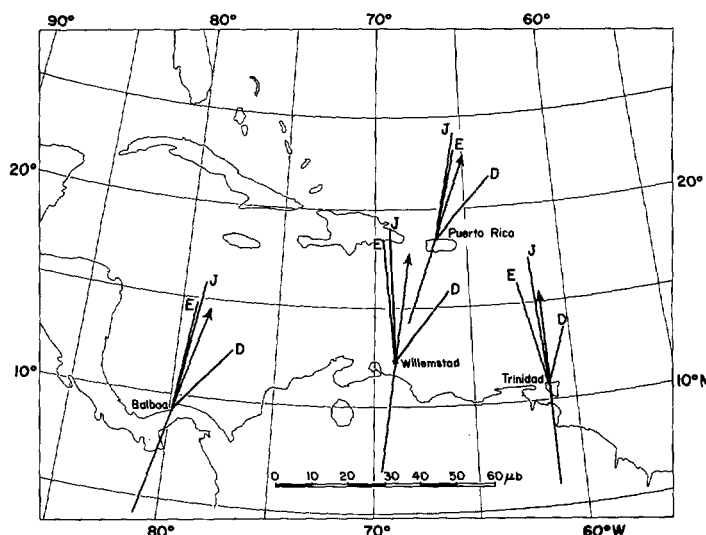 90° 80° 70° 60°
J
E
D
20° 20°
Puerto Rico
J
E
J
E
D
J
E
D
D
Willemstad
10° Trinidad 10°N
Balboa
0 10 20 30 40 50 60 μb
80° 70° 60°W